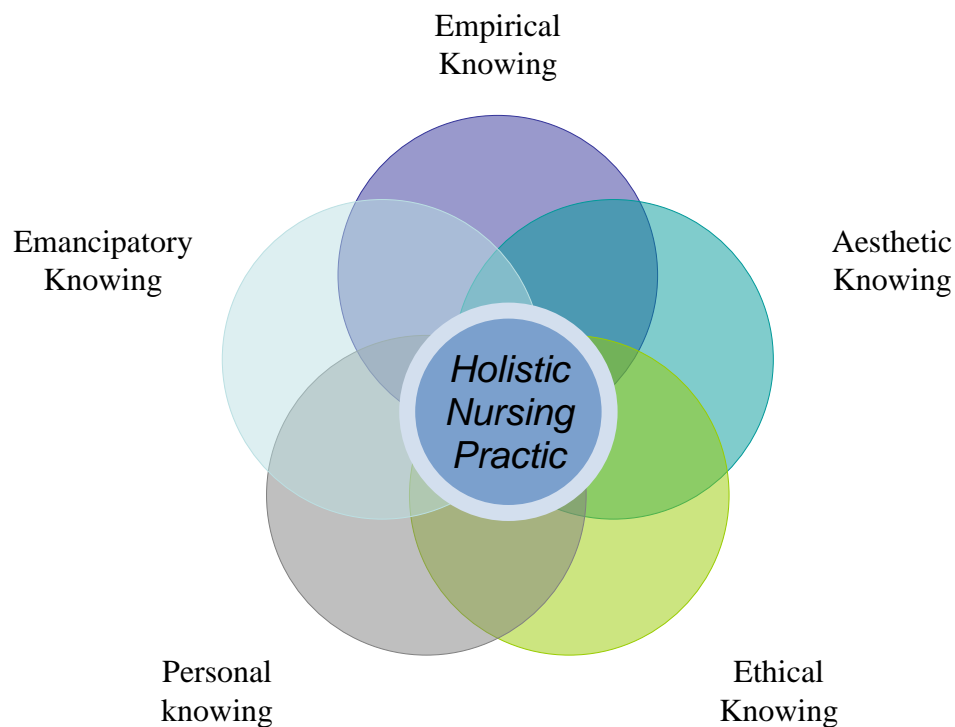 Empirical
Knowing
Emancipatory
Knowing
Aesthetic
Knowing
Holistic
Nursing
Practic
Personal
knowing
Ethical
Knowing